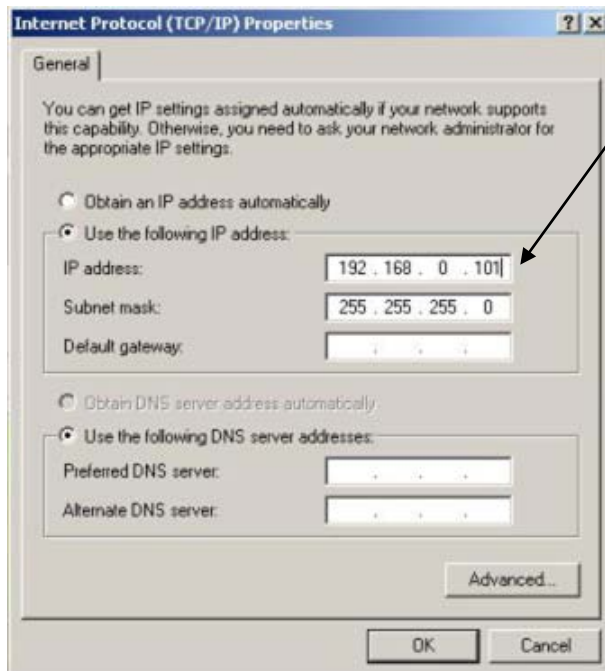 Internet Protocol (TCP/IP) Properties
General
You can get IP settings assigned automatically if your network supports
this capability. Otherwise, you need to ask your network administrator for
the appropriate IP settings.
Obtain an IP address automatically
Use the following IP address:
IP address: 192 . 168 . 0 . 101
Subnet mask: 255 . 255 . 255 . 0
Default gateway: . . .
Obtain DNS server address automatically
Use the following DNS server addresses:
Preferred DNS server: . . .
Alternate DNS server: . . .
Advanced...
OK Cancel